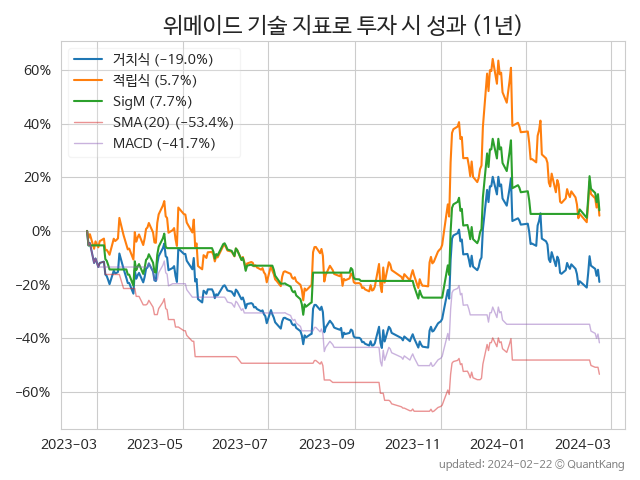 위메이드 기술 지표로 투자 시 성과 (1년)
거치식 (−19.0%)
적립식 (5.7%)
SigM (7.7%)
SMA(20) (−53.4%)
MACD (−41.7%)
60%
40%
20%
0%
−20%
−40%
−60%
2023-03 2023-05 2023-07 2023-09 2023-11 2024-01 2024-03
updated: 2024-02-22 ⓒ QuantKang